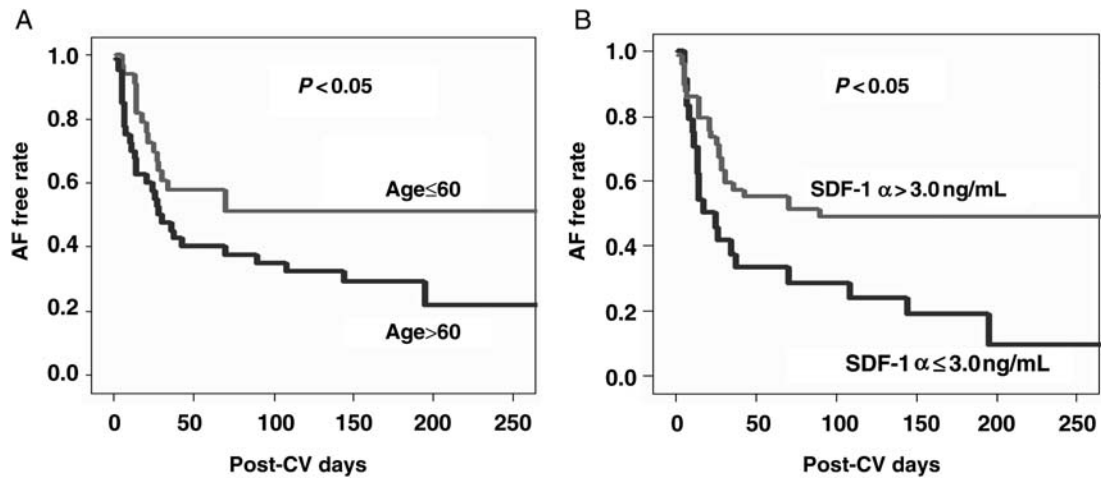 A
AF free rate
1.0
0.8
0.6
0.4
0.2
0.0
P<0.05
Age≤60
Age>60
0 50 100 150 200 250
Post-CV days
B
AF free rate
1.0
0.8
0.6
0.4
0.2
0.0
P<0.05
SDF-1 α>3.0 ng/mL
SDF-1 α≤3.0 ng/mL
0 50 100 150 200 250
Post-CV days